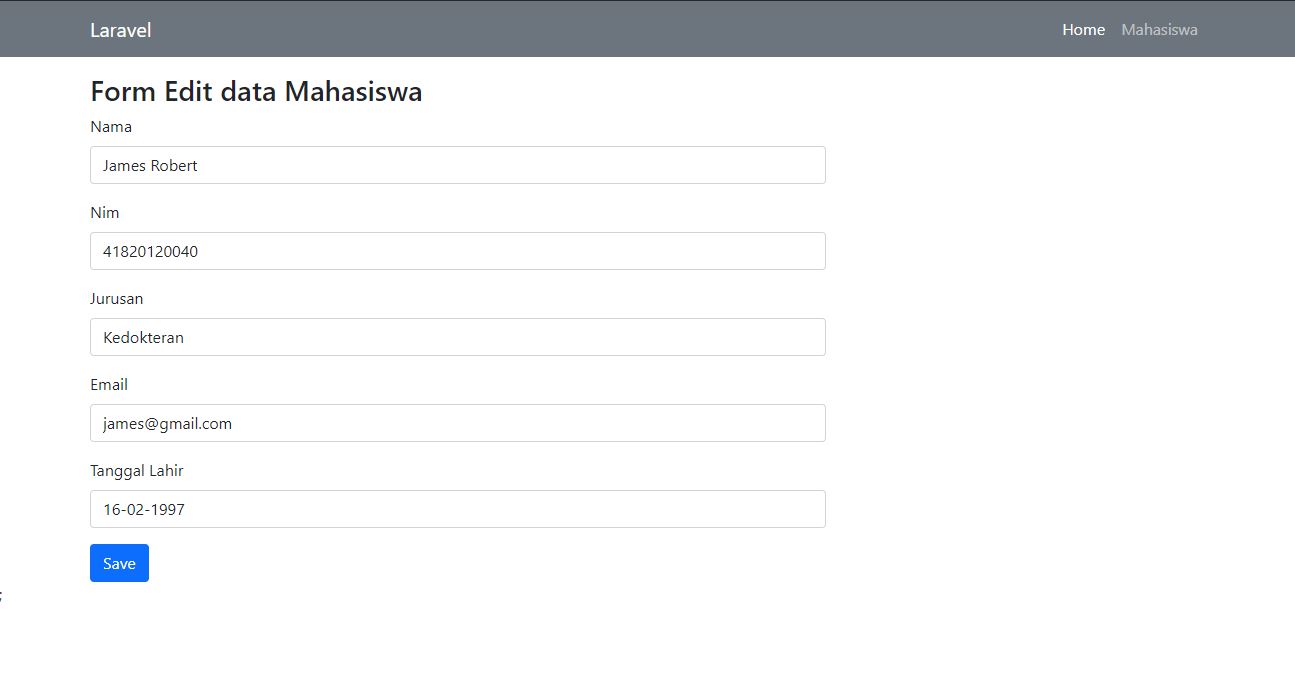 Laravel
Home Mahasiswa
Form Edit data Mahasiswa
Nama
James Robert
Nim
41820120040
Jurusan
Kedokteran
Email
james@gmail.com
Tanggal Lahir
16-02-1997
Save
;